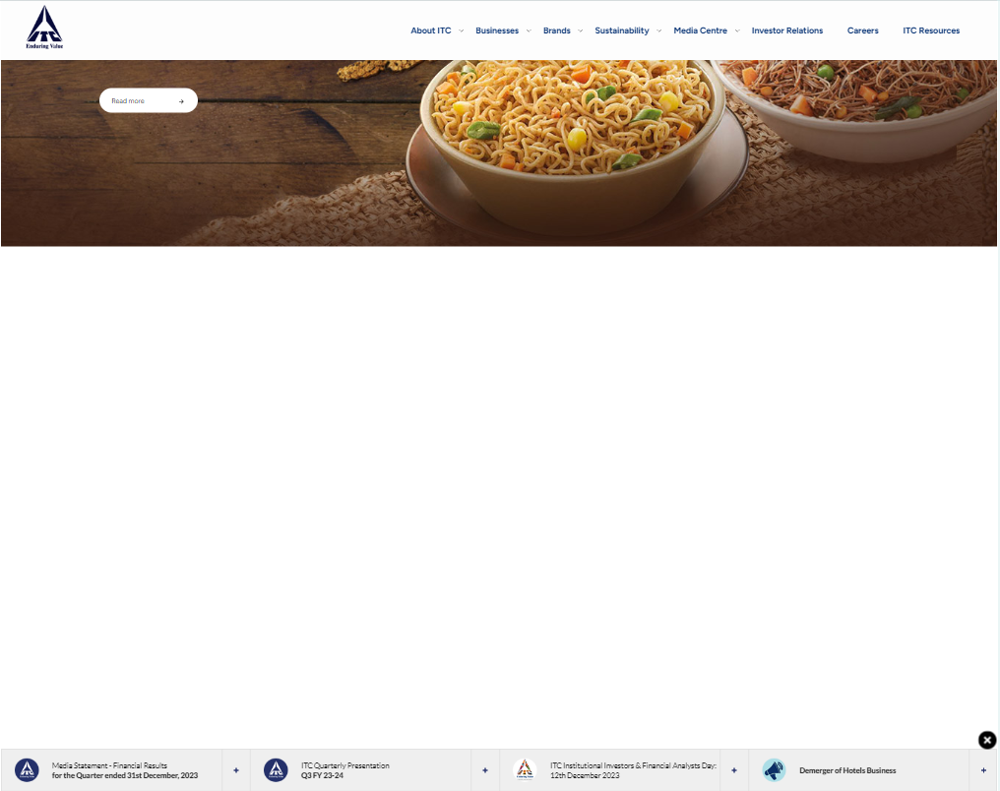 ITC
Enduring Value
About ITC
Businesses
Brands
Sustainability
Media Centre
Investor Relations
Careers
ITC Resources
Read more
Media Statement - Financial Results
for the Quarter ended 31st December, 2023
+
ITC Quarterly Presentation
Q3 FY 23-24
+
ITC Institutional Investors & Financial Analysts Day:
12th December 2023
+
Demerger of Hotels Business
+